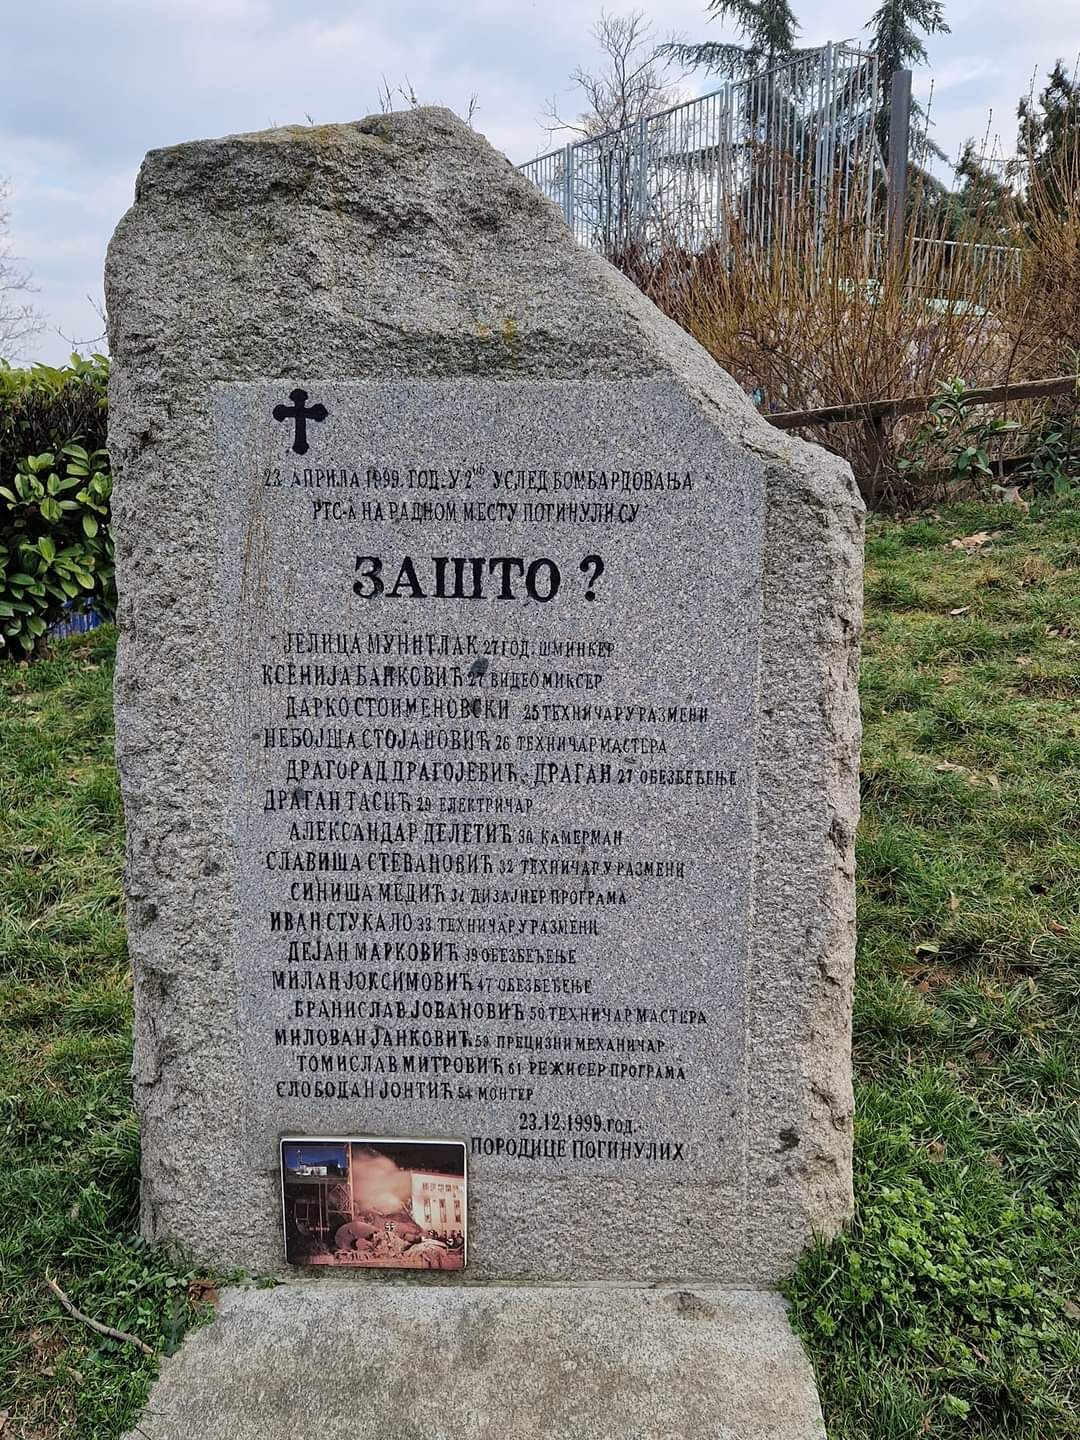 23 АПРИЛА 1999. ГОД. У 2ЧБ УСЛЕД БОМБАРДОВАЊА
РТС-А НА РАДНОМ МЕСТУ ПОГИНУЛИ СУ
ЗАШТО ?
ЈЕЛИЦА МУНИТЛАК 27 ГОД. ШМИНКЕР
КСЕНИЈА БАНКОВИЋ 27 ВИДЕОМИКСЕР
ДАРКО СТОИМЕНОВСКИ 25 ТЕХНИЧАР У РАЗМЕНИ
НЕБОЈША СТОЈАНОВИЋ 26 ТЕХНИЧАР МАСТЕРА
ДРАГОРАД ДРАГОЈЕВИЋ - ДРАГАН 27 ОБЕЗБЕЂЕЊЕ
ДРАГАН ТАСИЋ 29 ЕЛЕКТРИЧАР
АЛЕКСАНДАР ДЕЛЕТИЋ 30 КАМЕРМАН
СЛАВИША СТЕВАНОВИЋ 32 ТЕХНИЧАР У РАЗМЕНИ
СИНИША МЕДИЋ 32 ДИЗАЈНЕР ПРОГРАМА
ИВАН СТУКАЛО 33 ТЕХНИЧАР У РАЗМЕНИ
ДЕЈАН МАРКОВИЋ 39 ОБЕЗБЕЂЕЊЕ
МИЛАН ЈОКСИМОВИЋ 47 ОБЕЗБЕЂЕЊЕ
БРАНИСЛАВ ЈОВАНОВИЋ 50 ТЕХНИЧАР МАСТЕРА
МИЛОВАН ЈАНКОВИЋ 59 ПРЕЦИЗНИ МЕХАНИЧАР
ТОМИСЛАВ МИТРОВИЋ 61 РЕЖИСЕР ПРОГРАМА
СЛОБОДАН ЈОНТИЋ 54 МОНТЕР
23.12.1999.ГОД.
ПОРОДИЦЕ ПОГИНУЛИХ